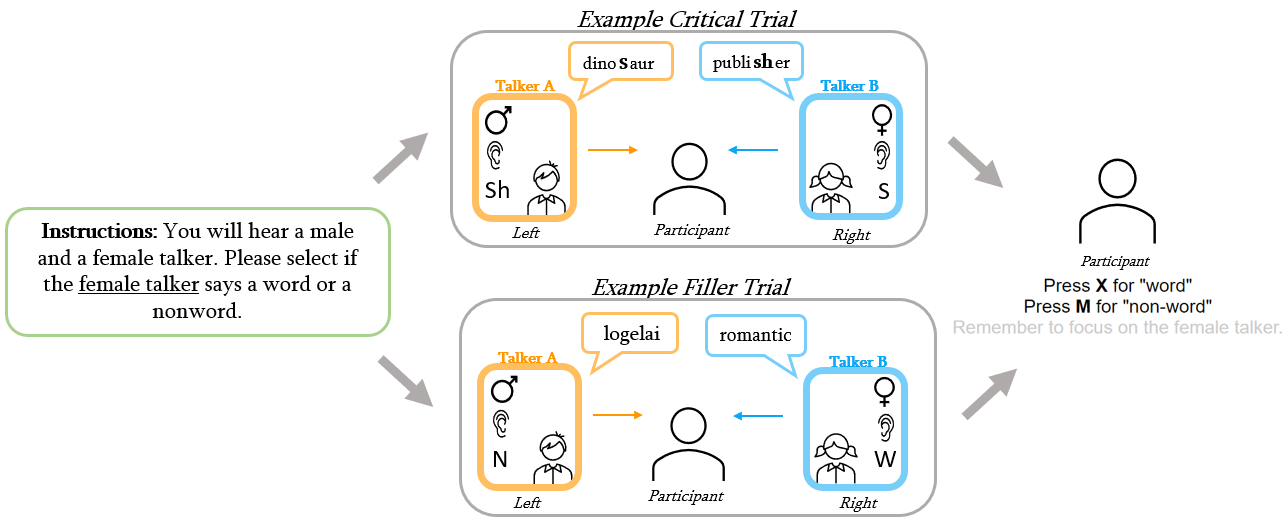 Example Critical Trial
dinosaur
publisher
Talker A
Talker B
Sh
S
Left
Participant
Right
Instructions: You will hear a male
and a female talker. Please select if
the female talker says a word or a
nonword.
Example Filler Trial
logelai
romantic
Talker A
Talker B
N
W
Left
Participant
Right
Participant
Press X for "word"
Press M for "non-word"
Remember to focus on the female talker.